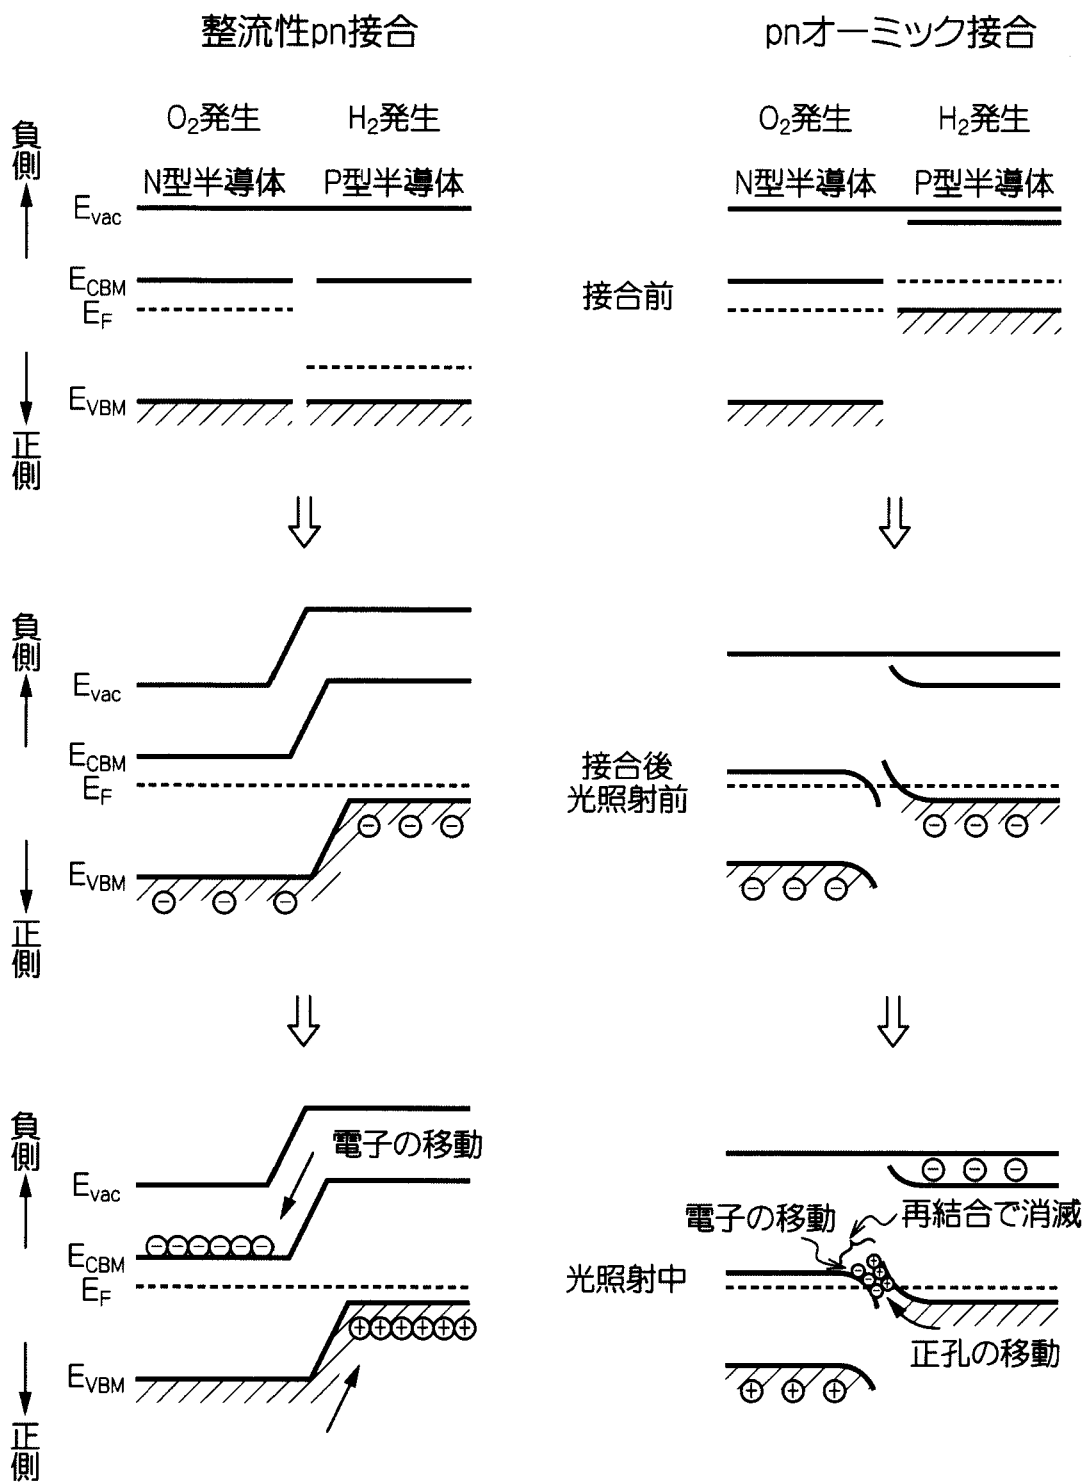 整流性pn接合
pnオーミック接合
O₂発生
H₂発生
O₂発生
H₂発生
N型半導体
P型半導体
N型半導体
P型半導体
負側
正側
Evac
ECBM
EF
EVBM
接合前
負側
正側
Evac
ECBM
EF
EVBM
接合後
光照射前
負側
正側
Evac
ECBM
EF
EVBM
電子の移動
電子の移動
再結合で消滅
光照射中
正孔の移動